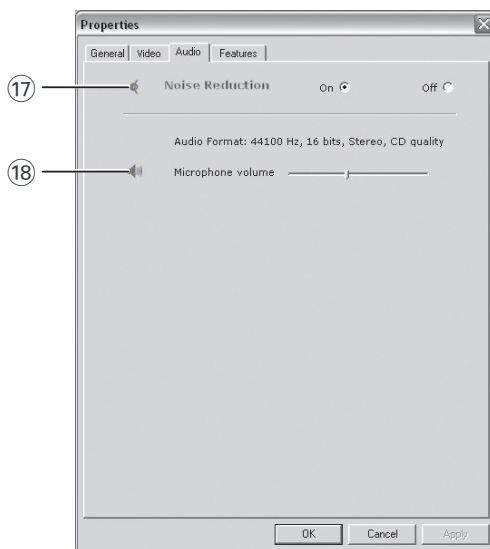 Properties
General Video Audio Features
17 Noise Reduction On Off
Audio Format: 44100 Hz, 16 bits, Stereo, CD quality
18 Microphone volume
OK Cancel Apply